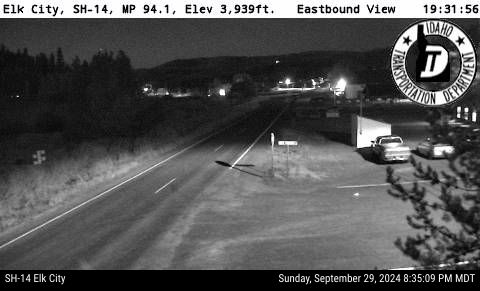 Elk City, SH-14, MP 94.1, Elev 3,939ft. Eastbound View 19:31:56
IDAHO
TRANSPORTATION DEPARTMENT
SH-14 Elk City Sunday, September 29, 2024 8:35:09 PM MDT